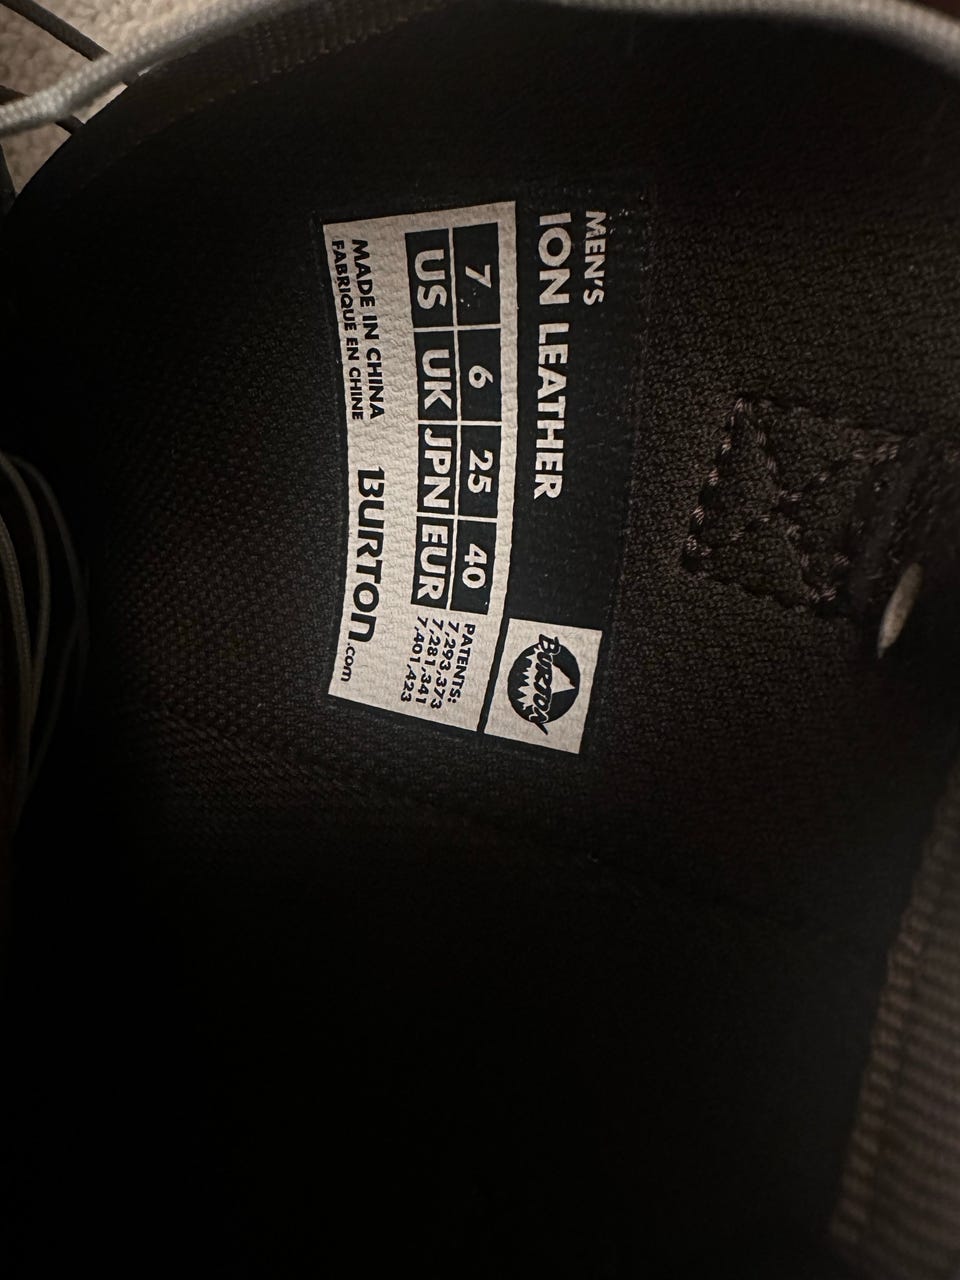 MEN'S
ION LEATHER
BURTON
7 6 25 40
US UK JPN EUR
PATENTS:
7,293,373
7,281,341
7,401,423
MADE IN CHINA
FABRIQUE EN CHINE
BURTON.com